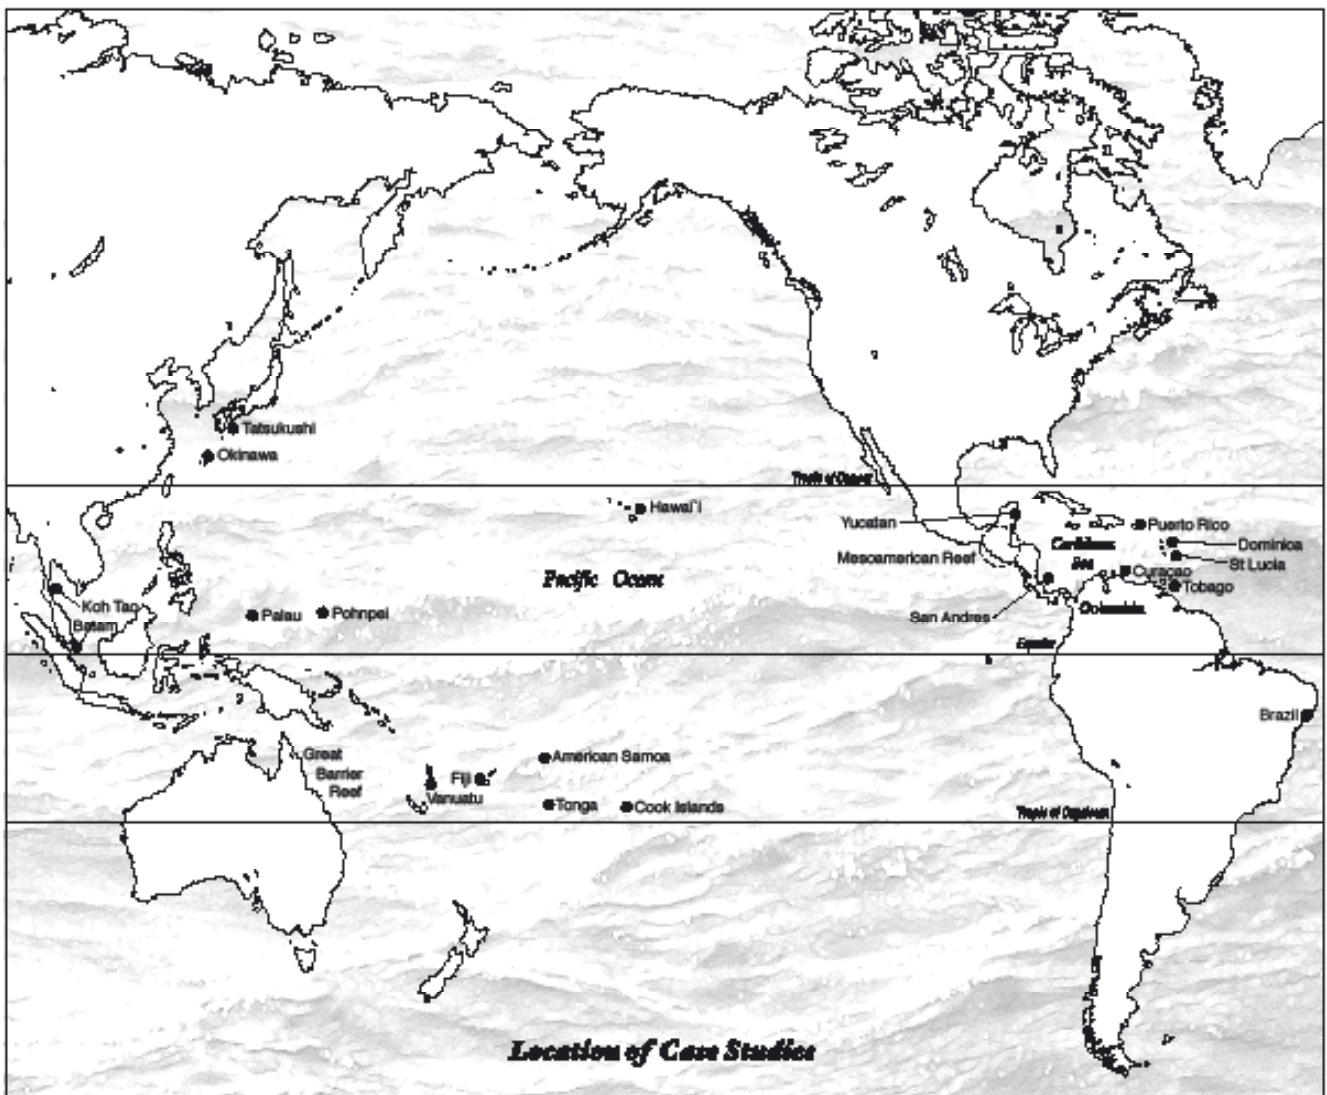 Tatsukushi
Okinawa
Tropic of Cancer
Hawai`i
Yucatan
Puerto Rico
Caribbean
Sea
Dominica
Mesoamerican Reef
St Lucia
Pacific Ocean
Curacao
Tobago
Koh Tao
Palau
Pohnpei
Colombia
San Andres
Batam
Equator
Brazil
Great
Barrier
Reef
American Samoa
Fiji
Vanuatu
Tonga
Cook Islands
Tropic of Capricorn
Location of Case Studies